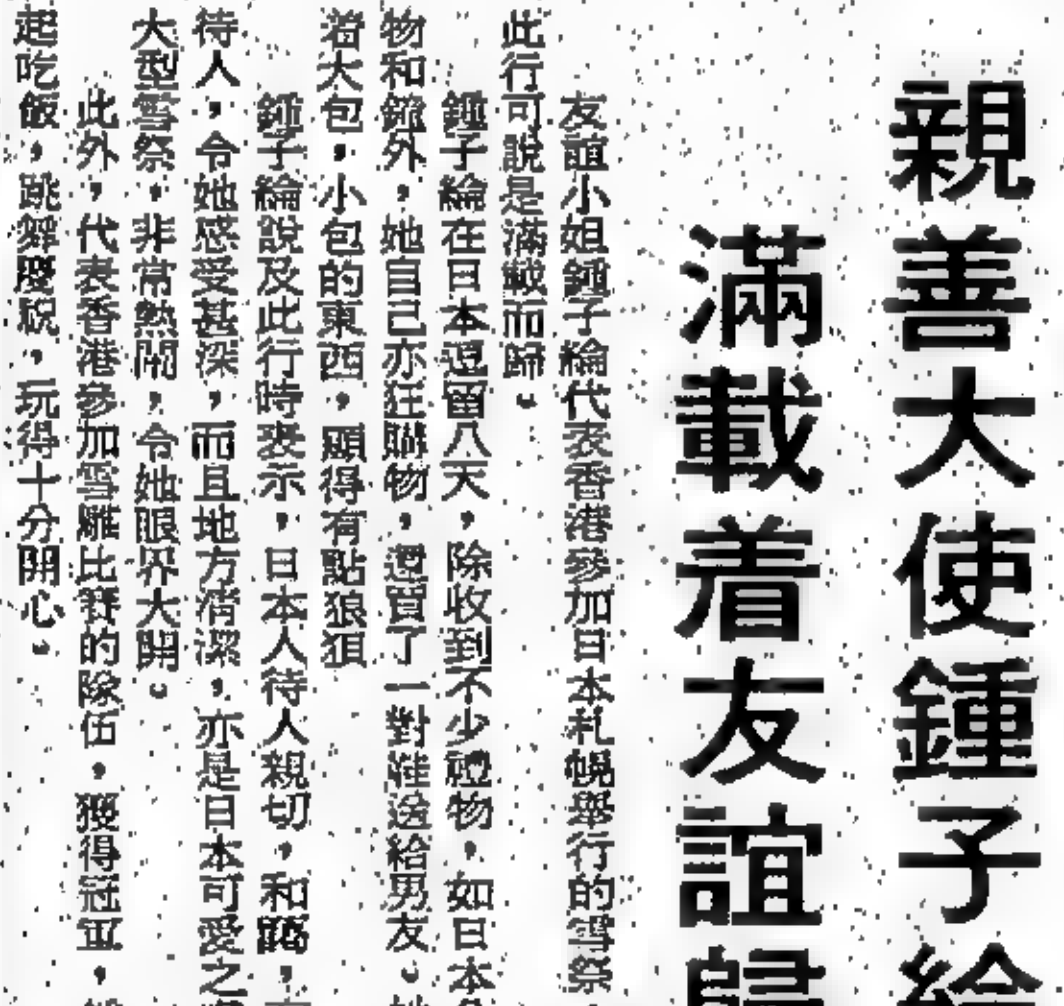 親善大使鍾子綸
滿載着友誼歸
友誼小姐鍾子綸代表香港參加日本札幌舉行的雪祭，
此行可說是滿載而歸。
鍾子綸在日本逗留八天，除收到不少禮物，如日本
物和鐘外，她自己亦狂購物，還買了一對鞋送給男友。她
着大包，小包的東西，顯得有點狼狽
鍾子綸說及此行時表示，日本人待人親切，和藹，
待人，令她感受甚深，而且地方清潔，亦是日本可愛之
大型雪祭，非常熱鬧，令她眼界大開。
此外，代表香港參加雪雕比賽的隊伍，獲得冠軍，
起吃飯，跳舞慶祝，玩得十分開心。